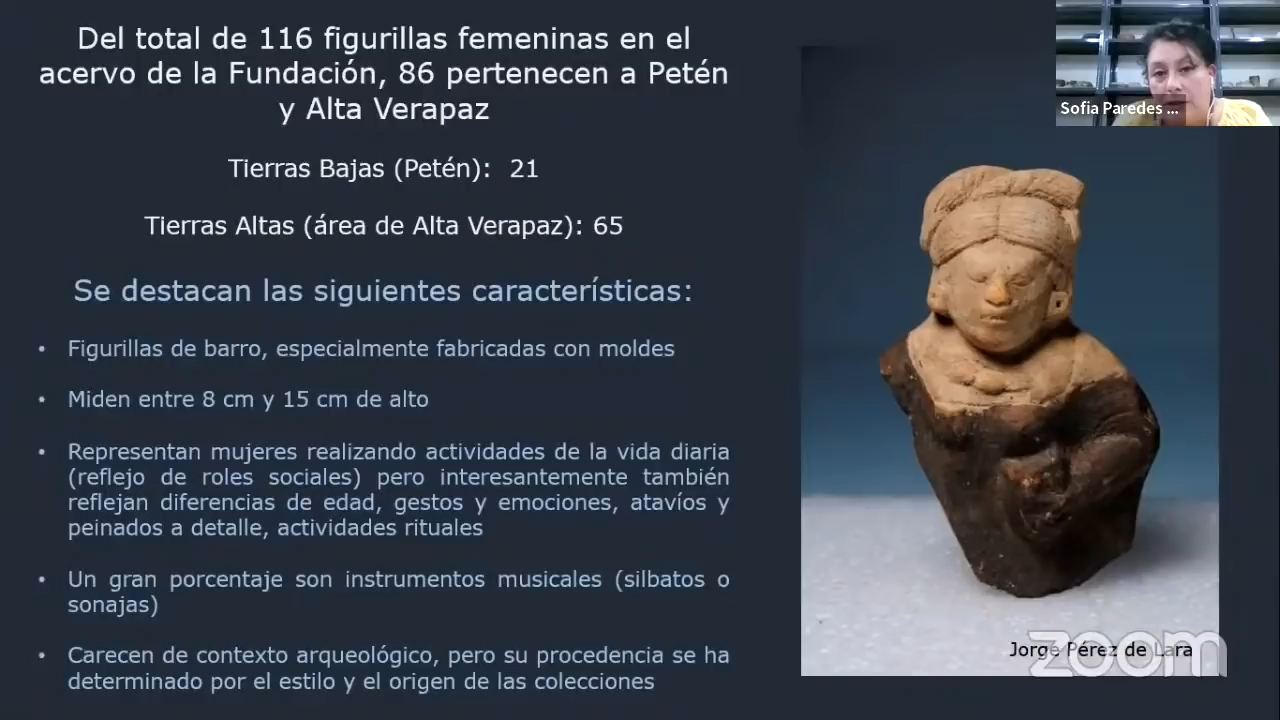 Del total de 116 figurillas femeninas en el
acervo de la Fundación, 86 pertenecen a Petén
y Alta Verapaz
Tierras Bajas (Petén): 21
Tierras Altas (área de Alta Verapaz): 65
Se destacan las siguientes características:
• Figurillas de barro, especialmente fabricadas con moldes
• Miden entre 8 cm y 15 cm de alto
• Representan mujeres realizando actividades de la vida diaria
(reflejo de roles sociales) pero interesantemente también
reflejan diferencias de edad, gestos y emociones, atavíos y
peinados a detalle, actividades rituales
• Un gran porcentaje son instrumentos musicales (silbatos o
sonajas)
• Carecen de contexto arqueológico, pero su procedencia se ha
determinado por el estilo y el origen de las colecciones
Sofia Paredes ...
Jorge Pérez de Lara
zoom